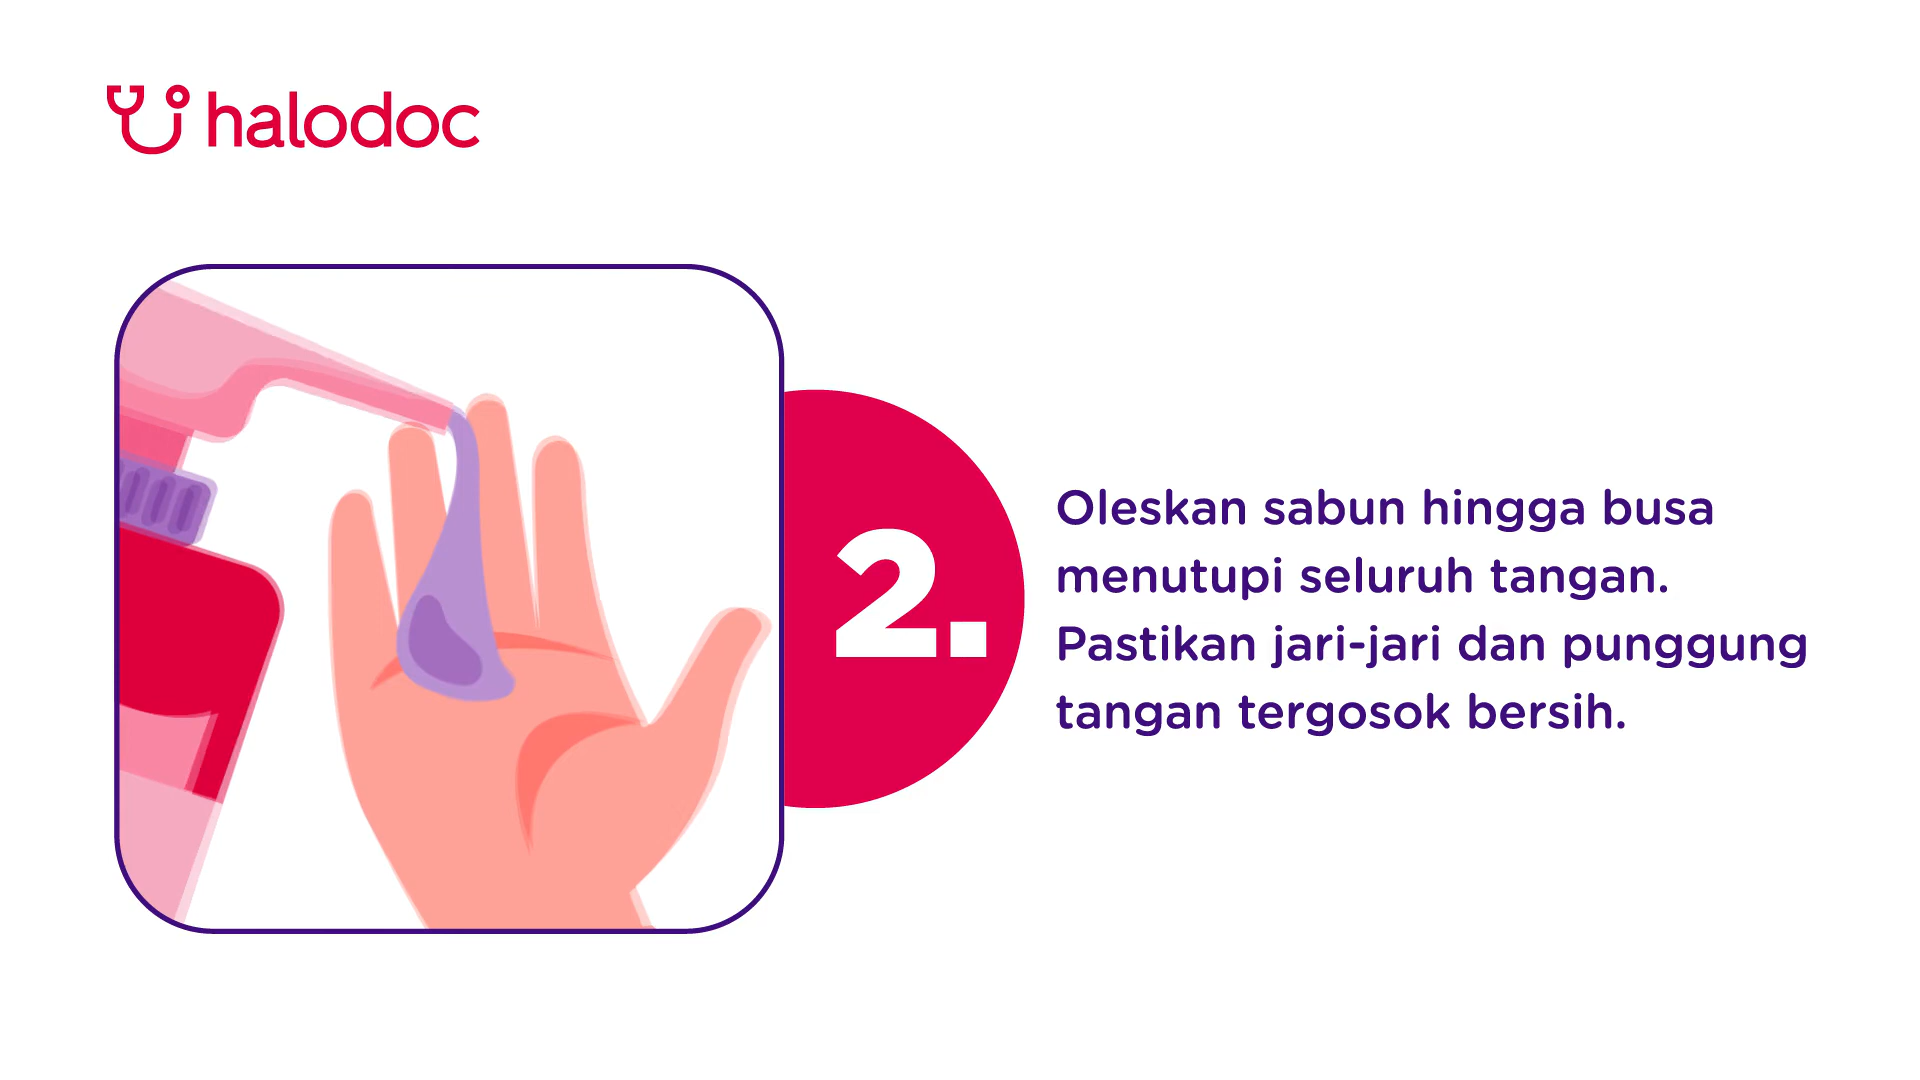 halodoc
2.
Oleskan sabun hingga busa
menutupi seluruh tangan.
Pastikan jari-jari dan punggung
tangan tergosok bersih.